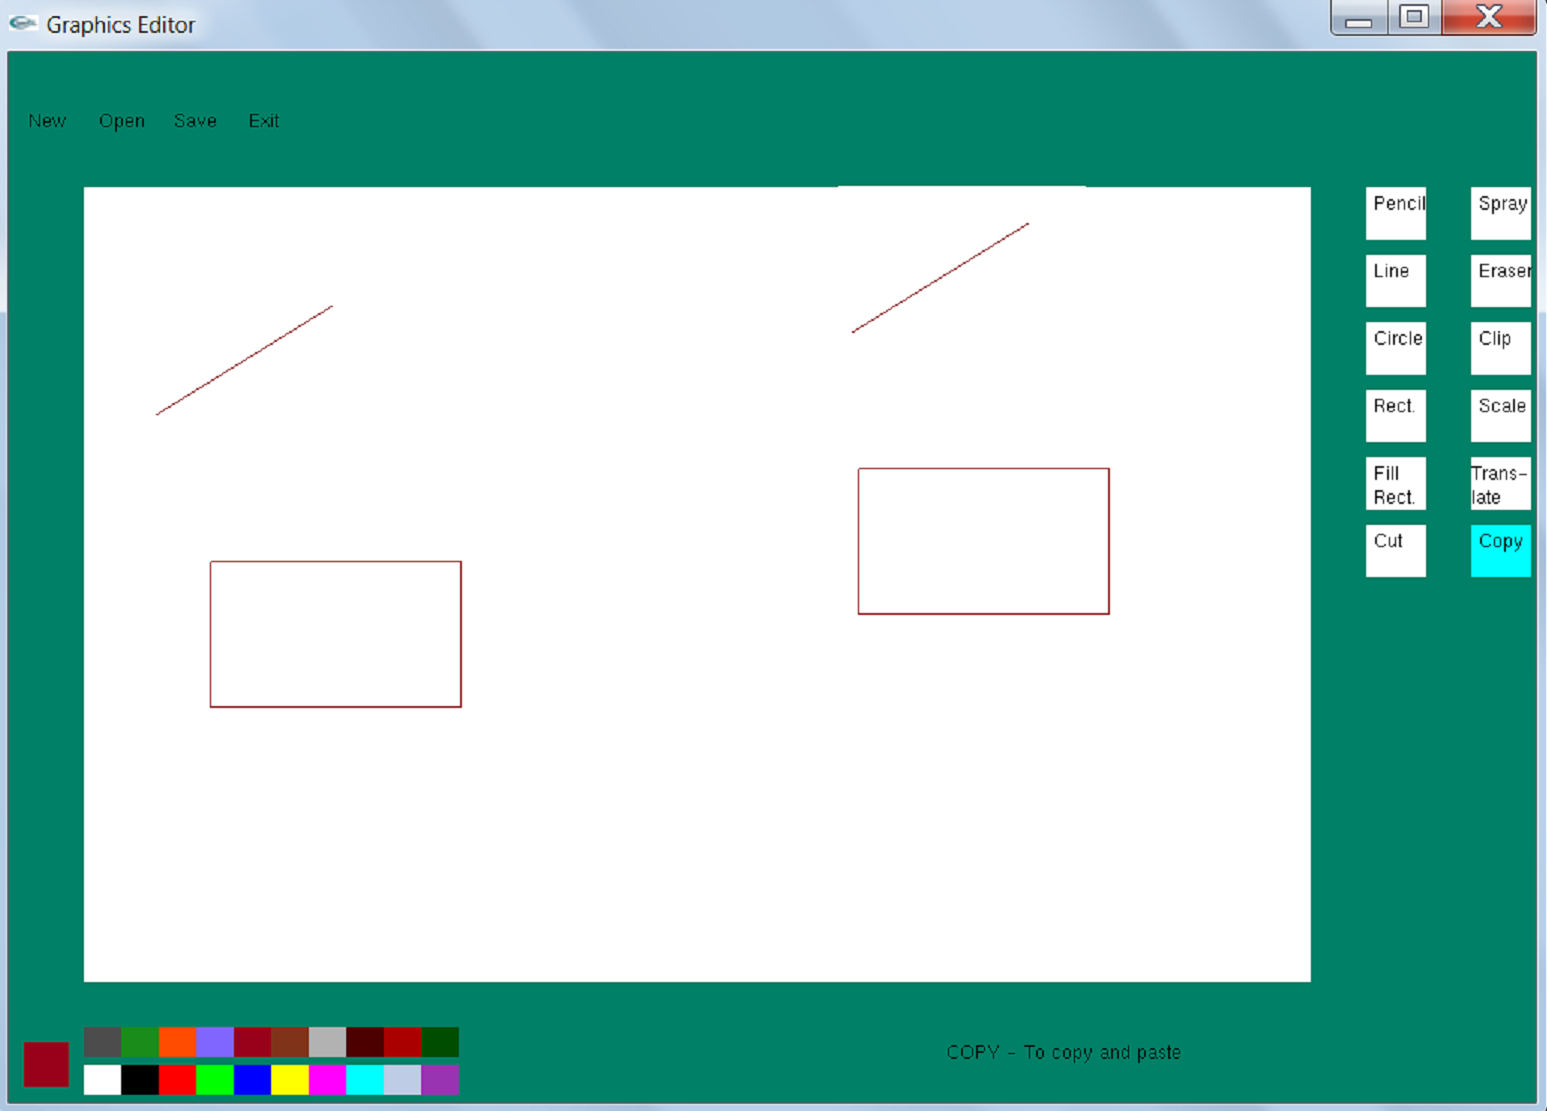 Graphics Editor
New Open Save Exit
Pencil Spray
Line Eraser
Circle Clip
Rect. Scale
Fill Trans-
Rect. late
Cut Copy
COPY - To copy and paste